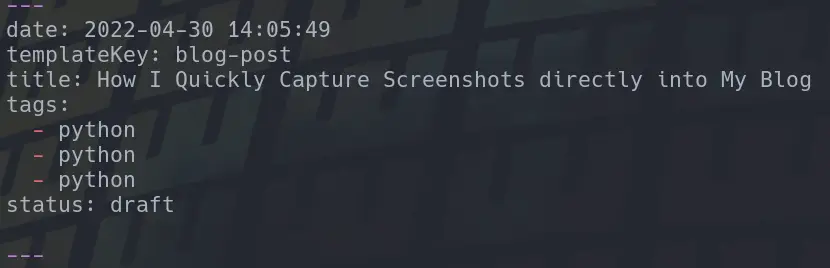 ---
date: 2022-04-30 14:05:49
templateKey: blog-post
title: How I Quickly Capture Screenshots directly into My Blog
tags:
  - python
  - python
  - python
status: draft

---